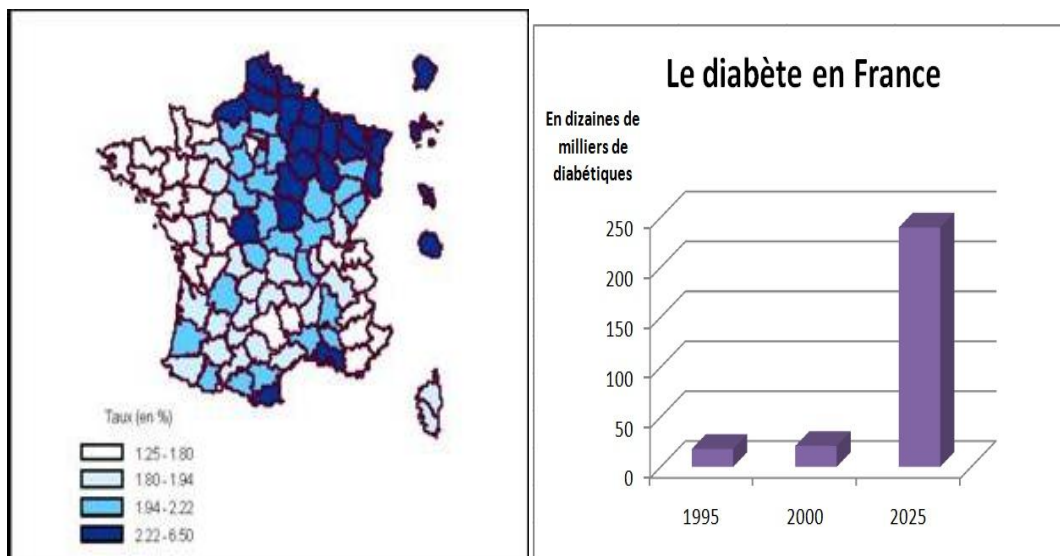 Taux (en %)
1.25 - 1.80
1.80 - 1.94
1.94 - 2.22
2.22 - 6.50
Le diabète en France
En dizaines de
milliers de
diabétiques
250
200
150
100
50
0
1995
2000
2025